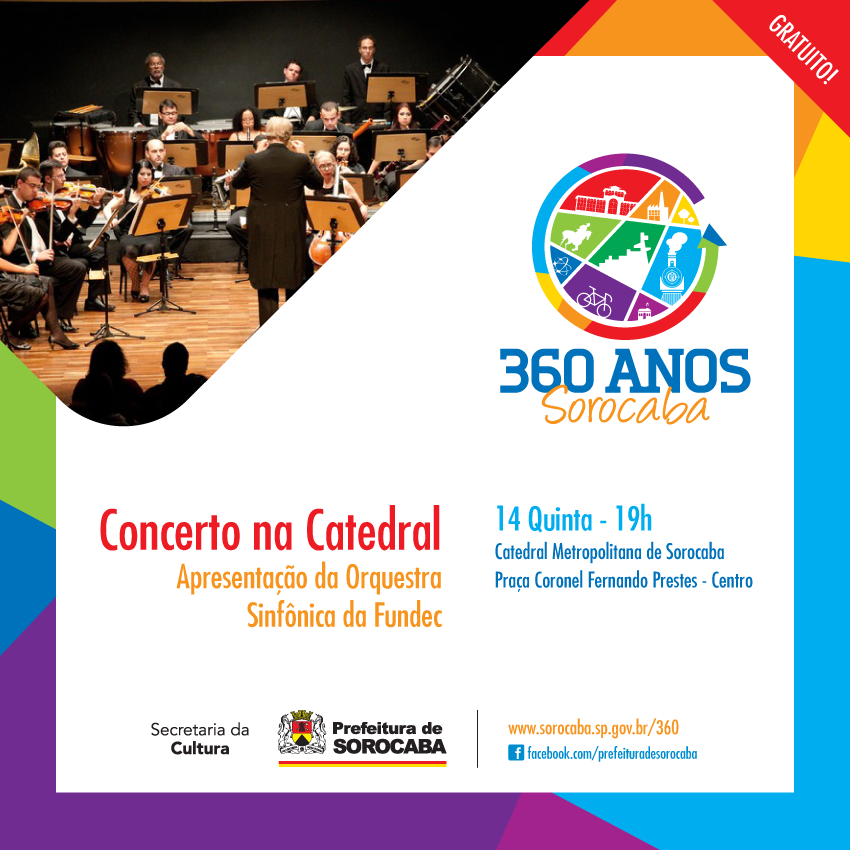 GRATUITO!
360 ANOS
Sorocaba
Concerto na Catedral
Apresentação da Orquestra
Sinfônica da Fundec
14 Quinta - 19h
Catedral Metropolitana de Sorocaba
Praça Coronel Fernando Prestes - Centro
Secretaria da
Cultura
Prefeitura de
SOROCABA
www.sorocaba.sp.gov.br/360
facebook.com/prefeituradesorocaba